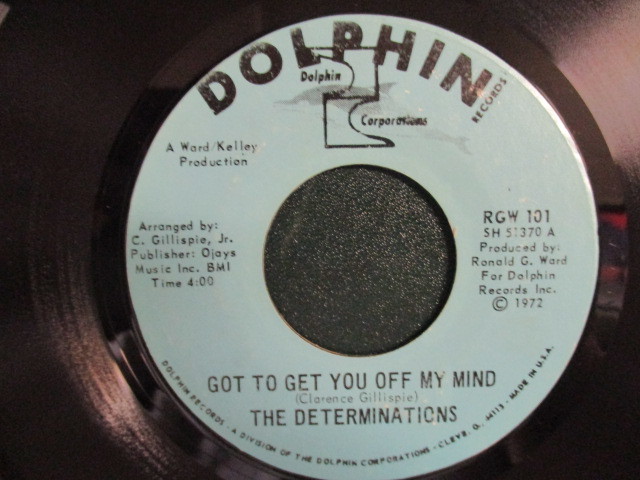 DOLPHIN
RECORDS
Dolphin
Corporations
A Ward/Kelley
Production
Arranged by:
C. Gillispie, Jr.
Publisher: Ojays
Music Inc. BMI
Time 4:00
RGW 101
SH 51370 A
Produced by:
Ronald G. Ward
For Dolphin
Records Inc.
© 1972
GOT TO GET YOU OFF MY MIND
(Clarence Gillispie)
THE DETERMINATIONS
DOLPHIN RECORDS - A DIVISION OF THE DOLPHIN CORPORATIONS - CLEVE, O. 44113 - MADE IN U.S.A.